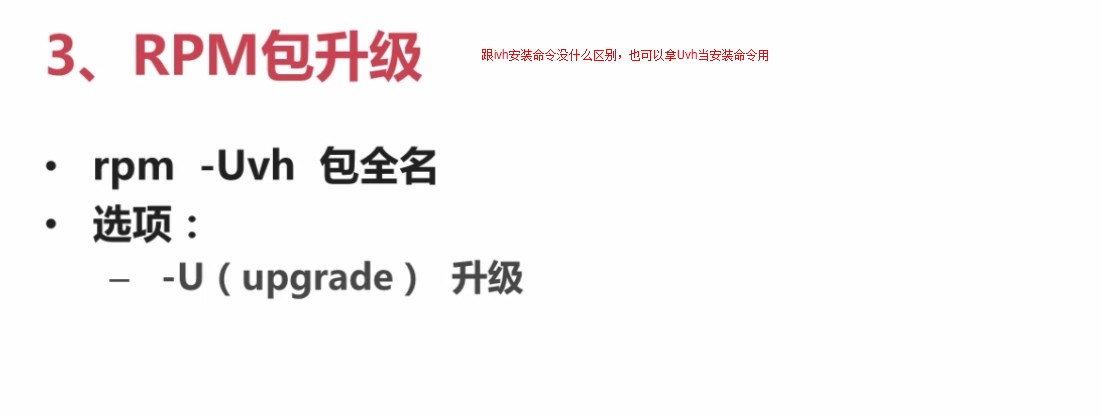 3、RPM包升级
跟ivh安装命令没什么区别，也可以拿Uvh当安装命令用
• rpm -Uvh 包全名
• 选项：
– -U（upgrade） 升级